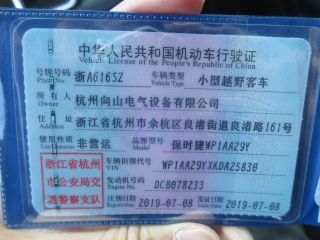 中华人民共和国机动车行驶证
Vehicle License of the People's Republic of China
号牌号码 浙A616SZ 车辆类型 小型越野客车
Plate No. Vehicle Type
所有人 杭州向山电气设备有限公司
Owner
住址 浙江省杭州市余杭区良渚街道良渚路161号
Address
使用性质 非营运 品牌型号 保时捷WP1AA29Y
Use Character Model
浙江省杭州 车辆识别代号 WP1AA29YXKDA25830
VIN
市公安局交 发动机号码 DCB078233
Engine No.
通警察支队 注册日期 2019-07-08 发证日期 2019-07-08
Register Date Issue Date